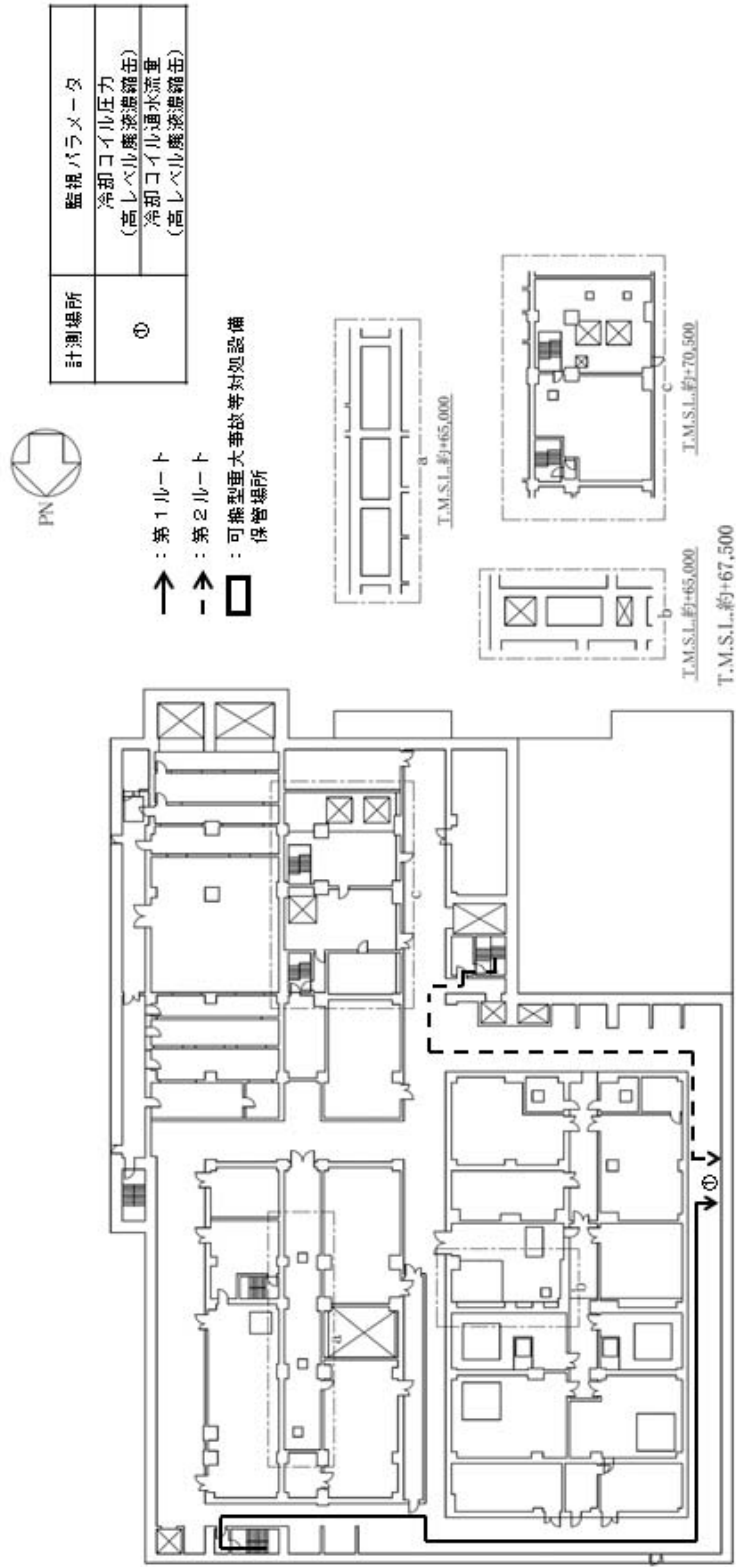 計測場所
監視パラメータ
①
冷却コイル圧力
(高レベル廃液濃縮缶)
冷却コイル通水流量
(高レベル廃液濃縮缶)
PN
:第1ルート
:第2ルート
:可搬型重大事故等対処設備
保管場所
a
T.M.S.L.約+65,000
b
T.M.S.L.約+65,000
c
T.M.S.L.約+70,500
T.M.S.L.約+67,500
a
b
c
①